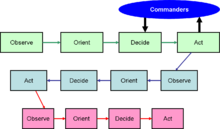 Commanders
Observe Orient Decide Act
Act Decide Orient Observe
Observe Orient Decide Act